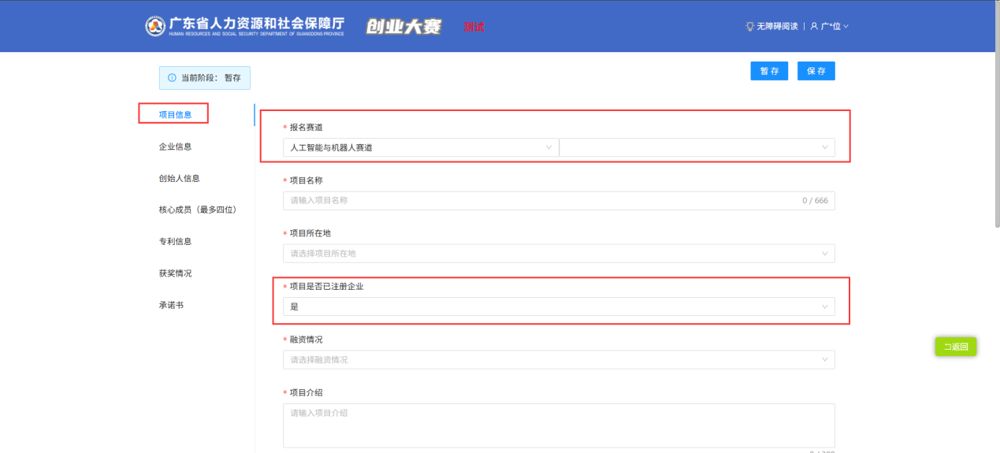 广东省人力资源和社会保障厅
HUMAN RESOURCES AND SOCIAL SECURITY DEPARTMENT OF GUANGDONG PROVINCE
创业大赛
测试
无障碍阅读 | 广*位
当前阶段： 暂存
暂 存
保 存
项目信息
企业信息
创始人信息
核心成员（最多四位）
专利信息
获奖情况
承诺书
* 报名赛道
人工智能与机器人赛道
* 项目名称
请输入项目名称
0 / 666
* 项目所在地
请选择项目所在地
* 项目是否已注册企业
是
* 融资情况
请选择融资情况
* 项目介绍
请输入项目介绍
返回